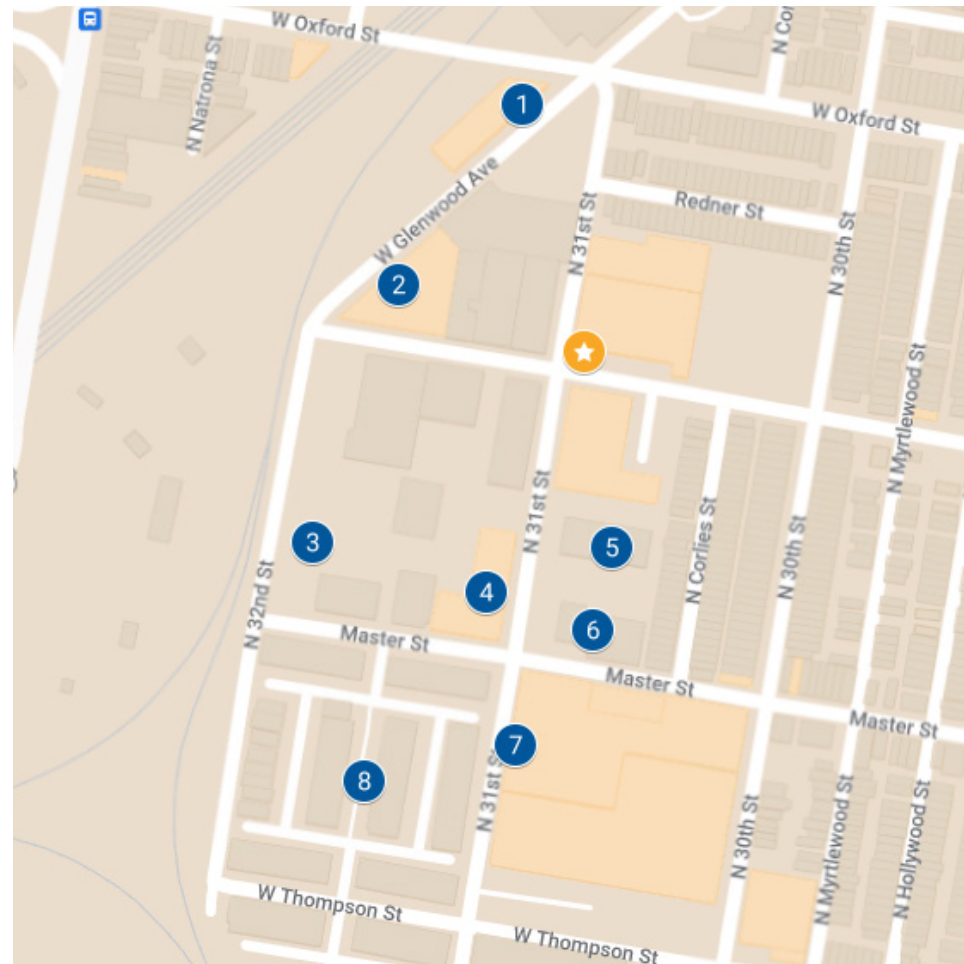 W Oxford St
N Natrona St
N Cor
1
W Oxford St
W Glenwood Ave
Redner St
N 31st St
N 30th St
2
N Myrtlewood St
N 31st St
N Corlies St
N 30th St
3
5
4
N 32nd St
6
Master St
Master St
Master St
7
N 31st St
8
N 30th St
N Myrtlewood St
N Hollywood St
W Thompson St
W Thompson St